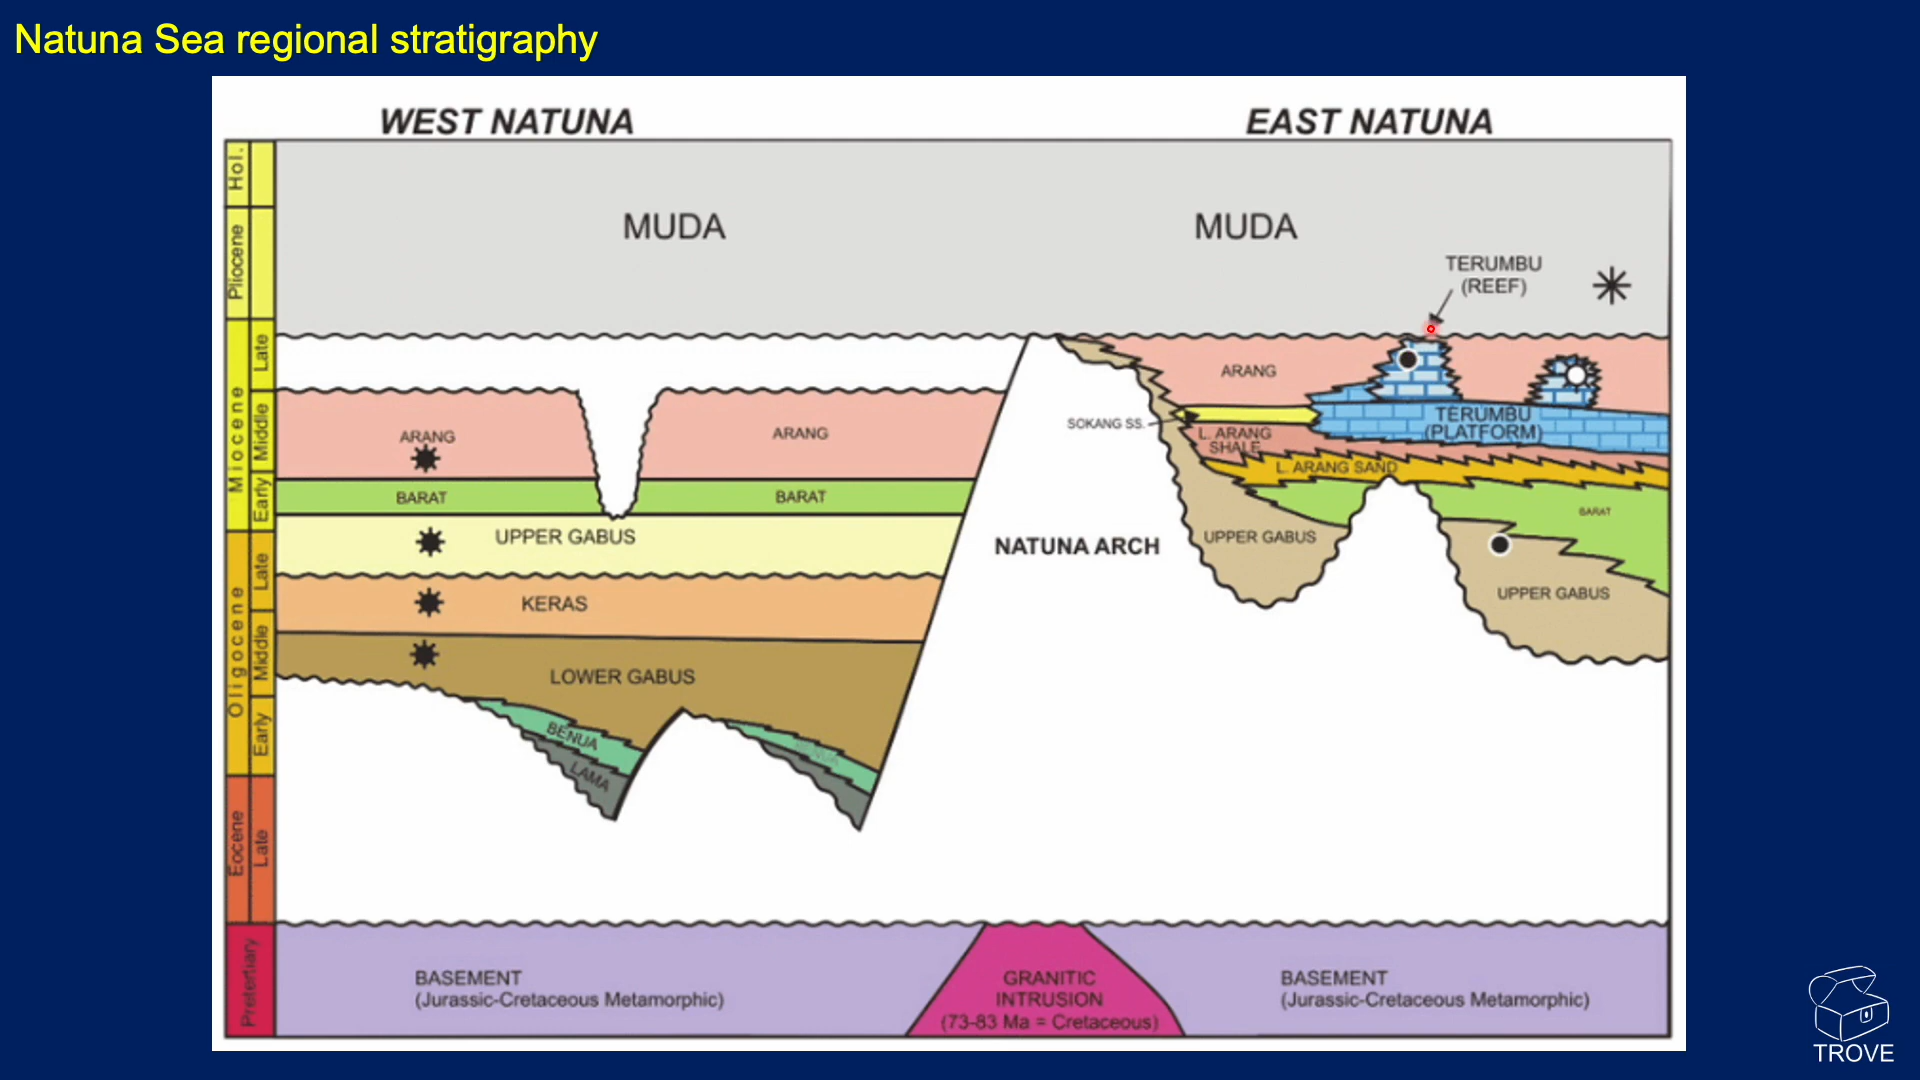 Natuna Sea regional stratigraphy
WEST NATUNA
EAST NATUNA
Hol.
Pliocene
Miocene
Late
Middle
Early
Oligocene
Late
Middle
Early
Eocene
Late
Pretertiary
MUDA
MUDA
TERUMBU
(REEF)
ARANG
ARANG
BARAT
BARAT
UPPER GABUS
KERAS
LOWER GABUS
BENUA
LAMA
BENUA
NATUNA ARCH
ARANG
SOKANG SS.
L. ARANG
SHALE
TERUMBU
(PLATFORM)
L. ARANG SAND
BARAT
UPPER GABUS
UPPER GABUS
BASEMENT
(Jurassic-Cretaceous Metamorphic)
GRANITIC
INTRUSION
(73-83 Ma = Cretaceous)
BASEMENT
(Jurassic-Cretaceous Metamorphic)
TROVE